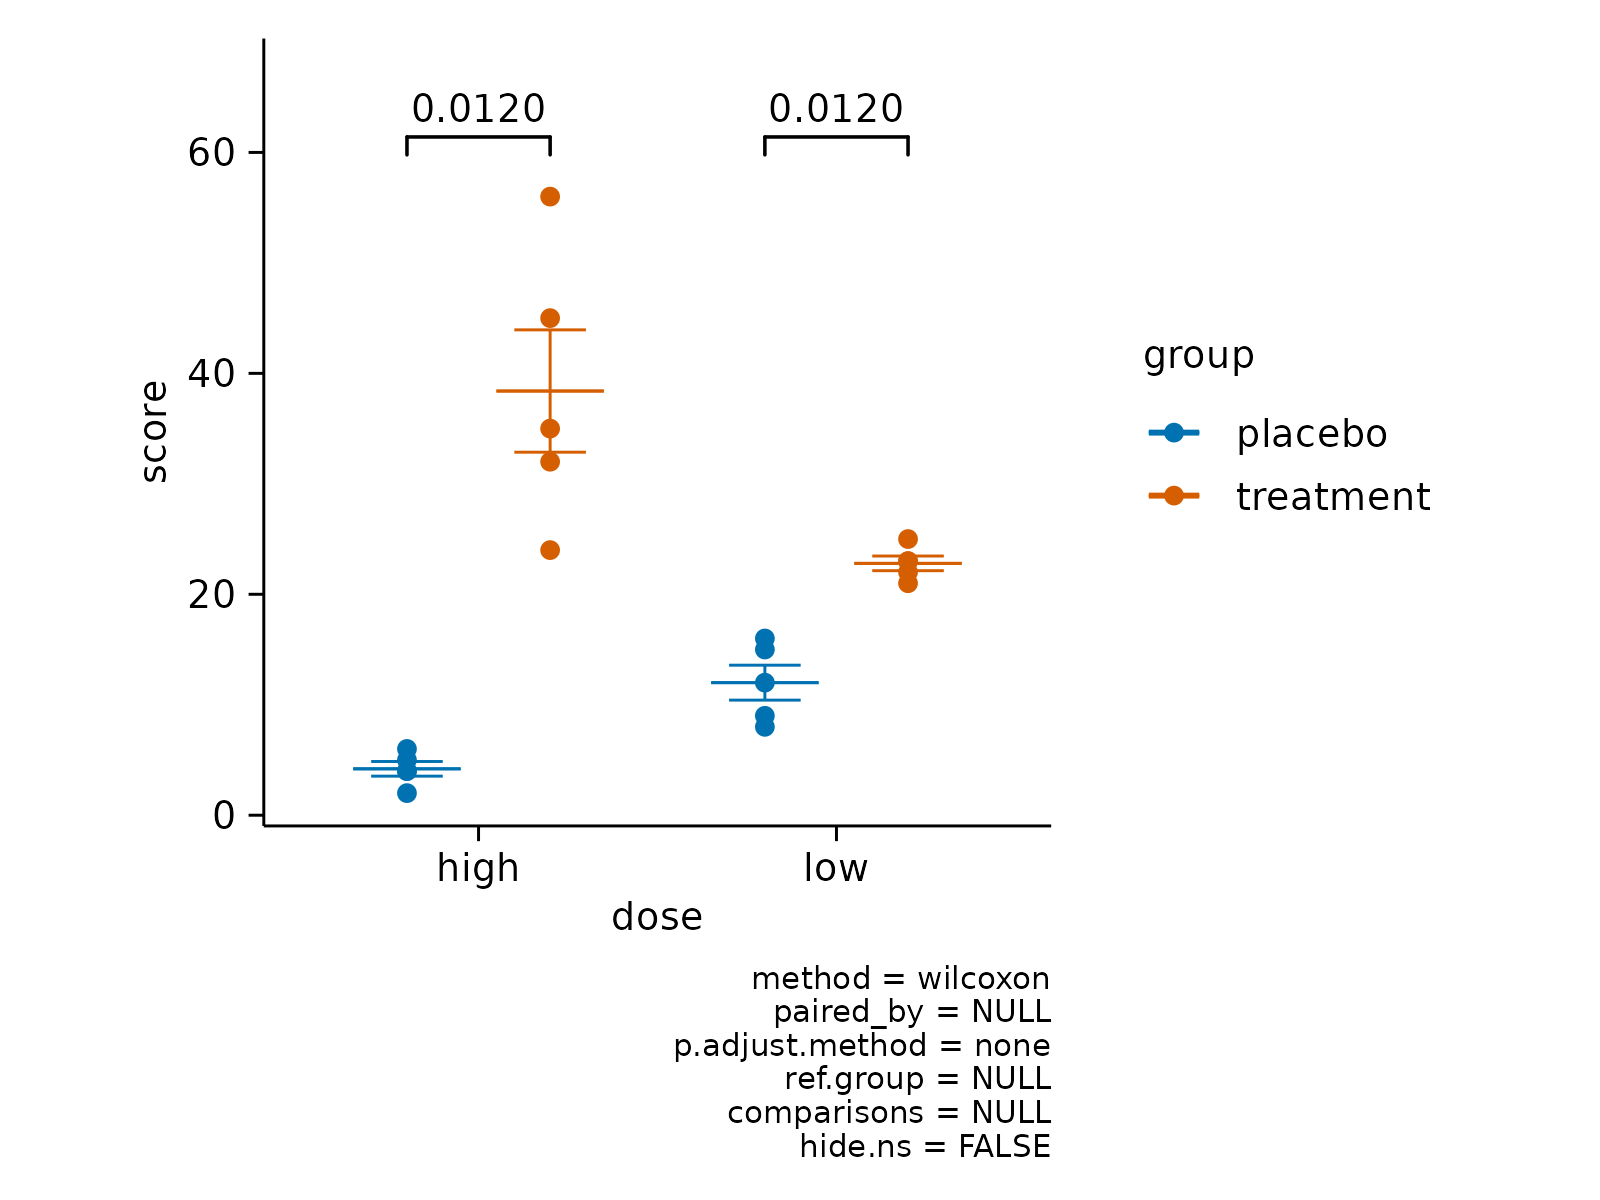 0.0120 0.0120
60
40
20
0
score
high low
dose
group
placebo
treatment
method = wilcoxon
paired_by = NULL
p.adjust.method = none
ref.group = NULL
comparisons = NULL
hide.ns = FALSE